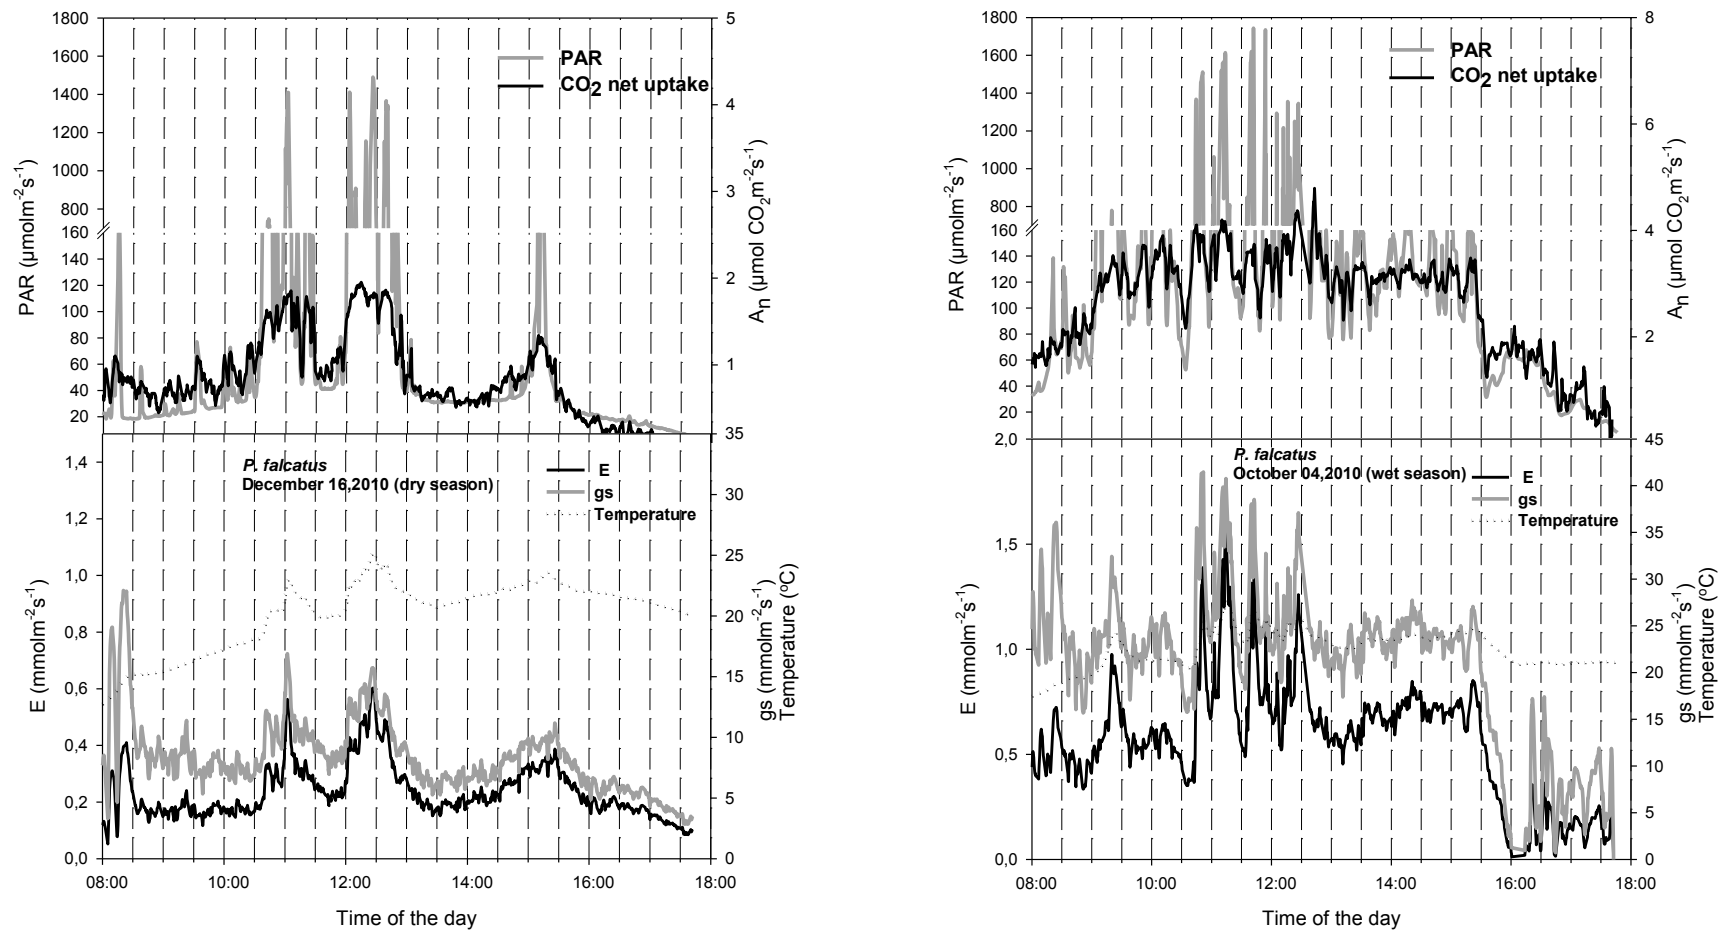 1800
1600
1400
1200
1000
800
160
140
120
100
80
60
40
20
PAR (µmolm-2s-1)
5
4
3
2
1
An (µmol CO2m-2s-1)
PAR
CO2 net uptake
1,4
1,2
1,0
0,8
0,6
0,4
0,2
0,0
E (mmolm-2s-1)
35
30
25
20
15
10
5
0
gs (mmolm-2s-1)
Temperature (ºC)
P. falcatus
December 16,2010 (dry season)
E
gs
Temperature
08:00 10:00 12:00 14:00 16:00 18:00
Time of the day
1800
1600
1400
1200
1000
800
160
140
120
100
80
60
40
20
PAR (µmolm-2s-1)
8
6
4
2
An (µmol CO2m-2s-1)
PAR
CO2 net uptake
2,0
1,5
1,0
0,5
0,0
E (mmolm-2s-1)
45
40
35
30
25
20
15
10
5
0
gs (mmolm-2s-1)
Temperature (ºC)
P. falcatus
October 04,2010 (wet season)
E
gs
Temperature
08:00 10:00 12:00 14:00 16:00 18:00
Time of the day